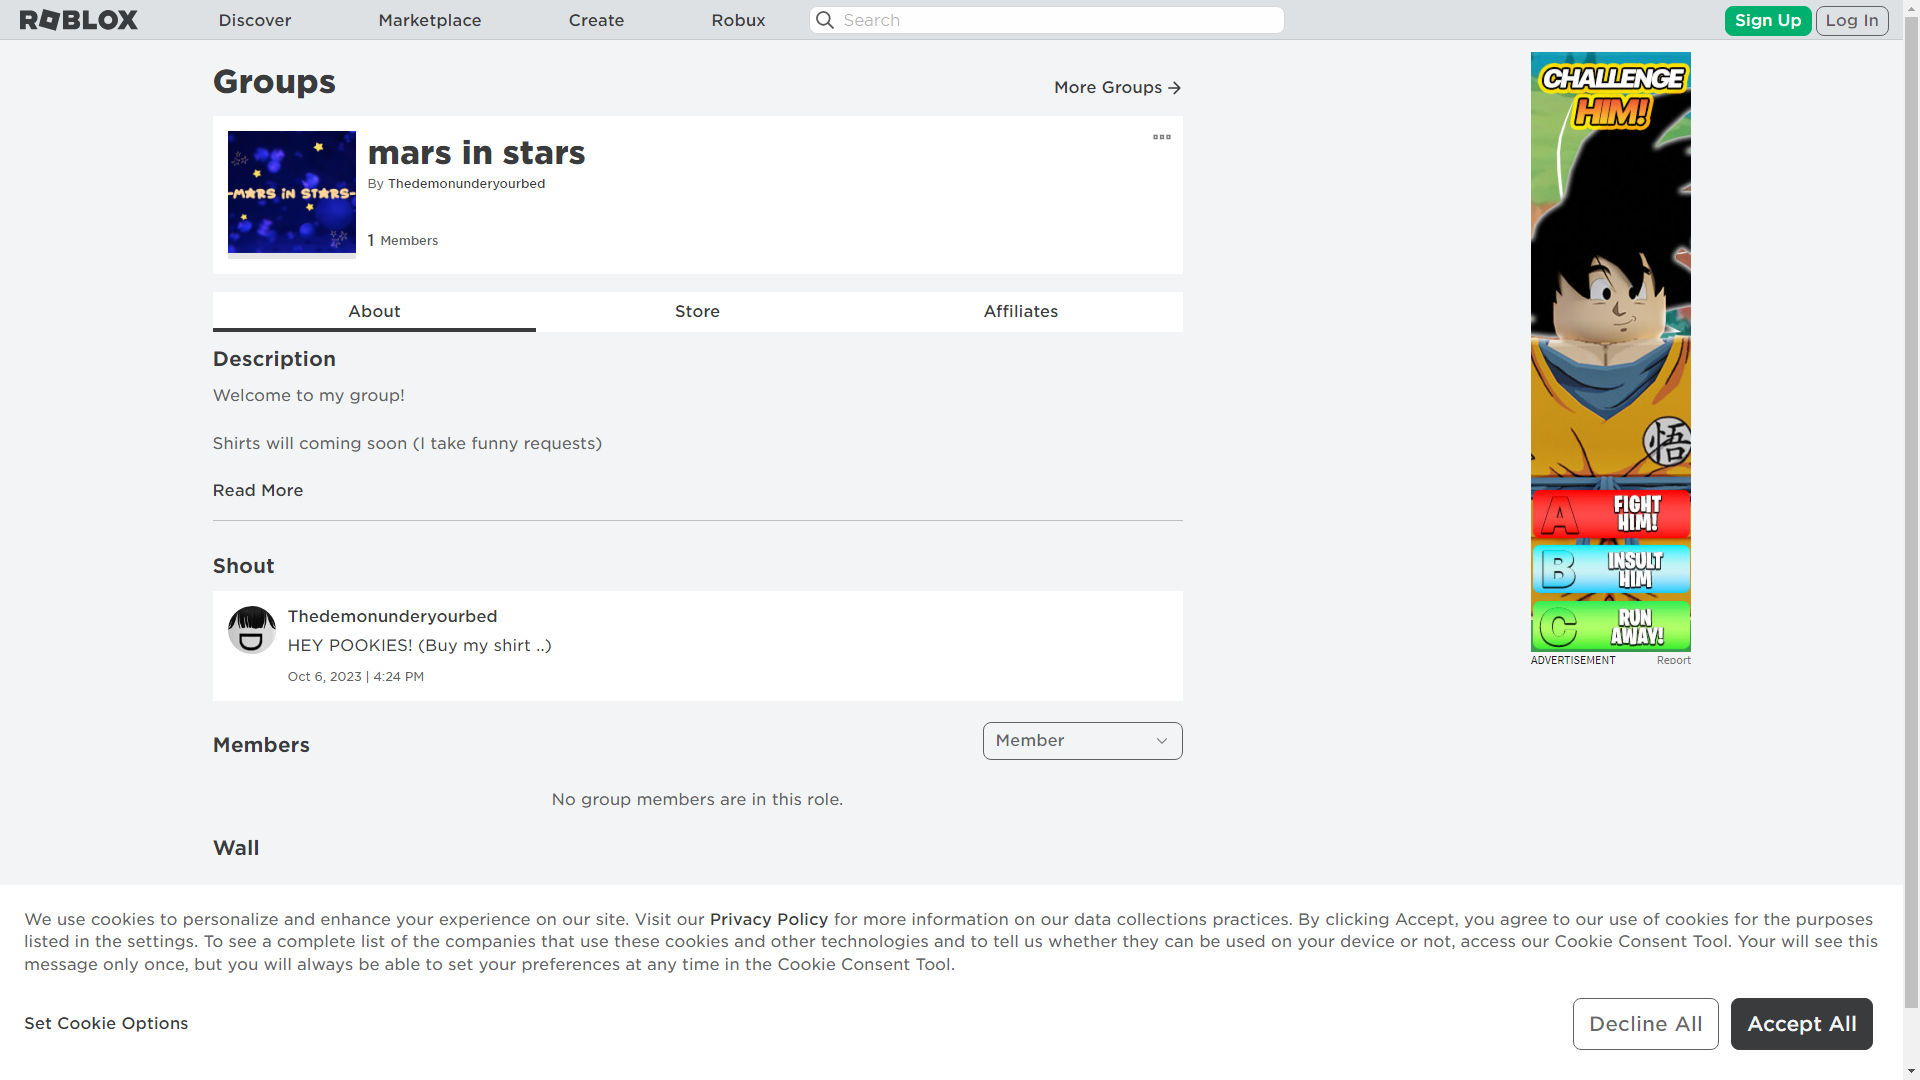 ROBLOX Discover Marketplace Create Robux Search Sign Up Log In
Groups
More Groups
-MARS iN STARS-
mars in stars
By Thedemonunderyourbed
1 Members
About Store Affiliates
Description
Welcome to my group!
Shirts will coming soon (I take funny requests)
Read More
Shout
Thedemonunderyourbed
HEY POOKIES! (Buy my shirt ..)
Oct 6, 2023 | 4:24 PM
Members
Member
No group members are in this role.
Wall
CHALLENGE
HIM!
悟
A FIGHT
HIM!
B INSULT
HIM
C RUN
AWAY!
ADVERTISEMENT Report
We use cookies to personalize and enhance your experience on our site. Visit our Privacy Policy for more information on our data collections practices. By clicking Accept, you agree to our use of cookies for the purposes
listed in the settings. To see a complete list of the companies that use these cookies and other technologies and to tell us whether they can be used on your device or not, access our Cookie Consent Tool. Your will see this
message only once, but you will always be able to set your preferences at any time in the Cookie Consent Tool.
Set Cookie Options
Decline All
Accept All